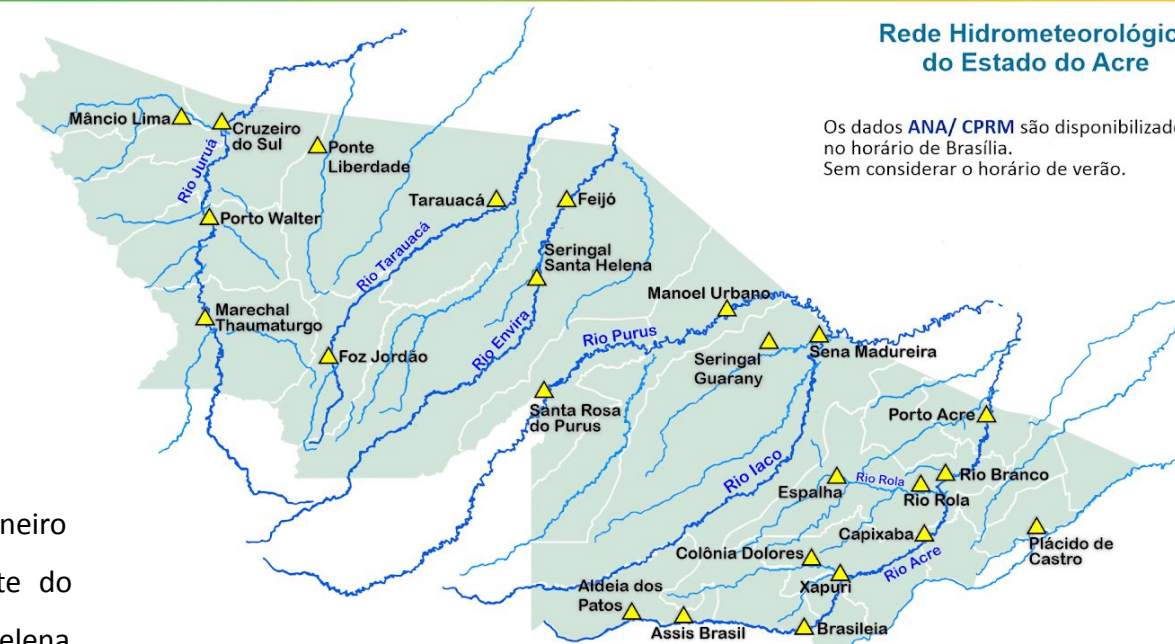 Rede Hidrometeorológic
do Estado do Acre
Os dados ANA/ CPRM são disponibilizad
no horário de Brasília.
Sem considerar o horário de verão.
Mâncio Lima
Cruzeiro
do Sul
Ponte
Liberdade
Rio Juruá
Porto Walter
Tarauacá
Feijó
Rio Tarauacá
Seringal
Santa Helena
Marechal
Thaumaturgo
Foz Jordão
Rio Envira
Manoel Urbano
Rio Purus
Seringal
Guarany
Sena Madureira
Santa Rosa
do Purus
Porto Acre
Rio Iaco
Espalha
Rio Rola
Rio Rola
Rio Branco
Capixaba
Plácido de
Castro
Colônia Dolores
Rio Acre
Xapuri
Aldeia dos
Patos
Assis Brasil
Brasileia
neiro
te do
elena